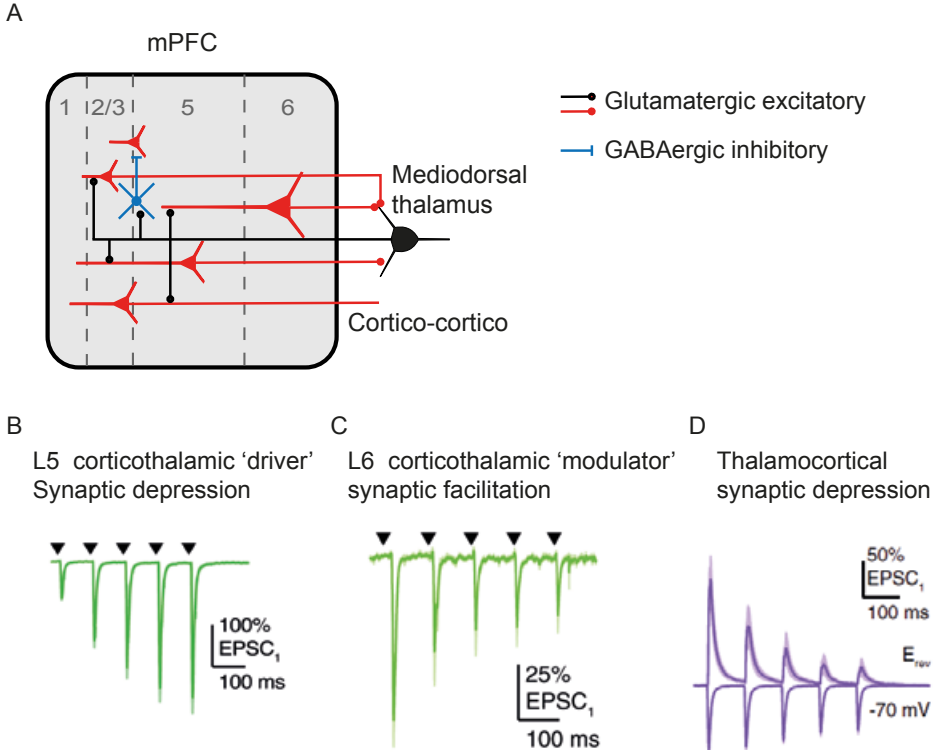 A
mPFC
1 2/3 5 6
Glutamatergic excitatory
GABAergic inhibitory
Mediodorsal
thalamus
Cortico-cortico
B
L5 corticothalamic ‘driver’
Synaptic depression
100%
EPSC1
100 ms
C
L6 corticothalamic ‘modulator’
synaptic facilitation
25%
EPSC1
100 ms
D
Thalamocortical
synaptic depression
50%
EPSC1
100 ms
Erev
-70 mV